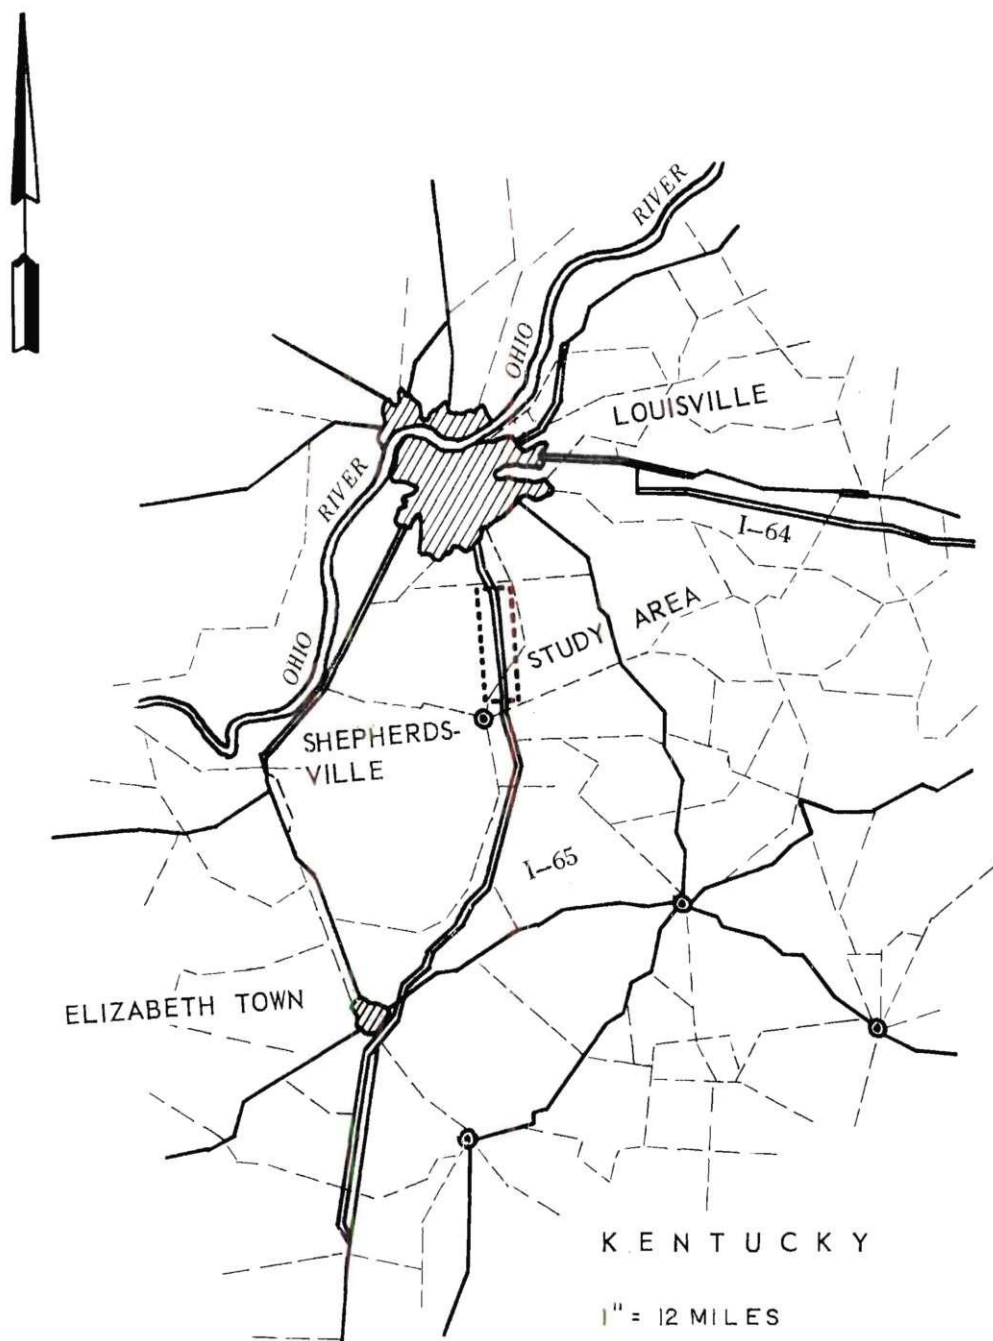 RIVER
OHIO
LOUISVILLE
RIVER
I-64
STUDY AREA
OHIO
SHEPHERDS-
VILLE
I-65
ELIZABETH TOWN
KENTUCKY
1" = 12 MILES